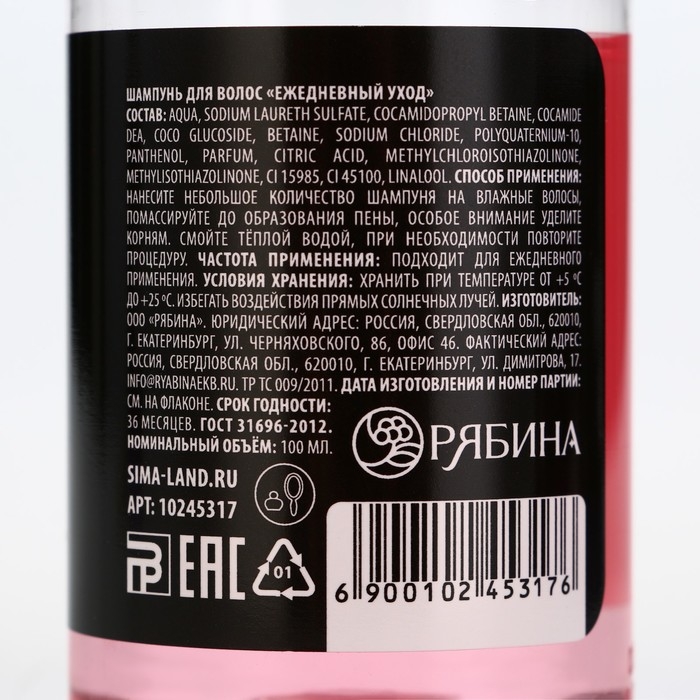 ШАМПУНЬ ДЛЯ ВОЛОС «ЕЖЕДНЕВНЫЙ УХОД»
СОСТАВ: AQUA, SODIUM LAURETH SULFATE, COCAMIDOPROPYL BETAINE, COCAMIDE
DEA, COCO GLUCOSIDE, BETAINE, SODIUM CHLORIDE, POLYQUATERNIUM-10,
PANTHENOL, PARFUM, CITRIC ACID, METHYLCHLOROISOTHIAZOLINONE,
METHYLISOTHIAZOLINONE, CI 15985, CI 45100, LINALOOL. СПОСОБ ПРИМЕНЕНИЯ:
НАНЕСИТЕ НЕБОЛЬШОЕ КОЛИЧЕСТВО ШАМПУНЯ НА ВЛАЖНЫЕ ВОЛОСЫ,
ПОМАССИРУЙТЕ ДО ОБРАЗОВАНИЯ ПЕНЫ, ОСОБОЕ ВНИМАНИЕ УДЕЛИТЕ
КОРНЯМ. СМОЙТЕ ТЁПЛОЙ ВОДОЙ, ПРИ НЕОБХОДИМОСТИ ПОВТОРИТЕ
ПРОЦЕДУРУ. ЧАСТОТА ПРИМЕНЕНИЯ: ПОДХОДИТ ДЛЯ ЕЖЕДНЕВНОГО
ПРИМЕНЕНИЯ. УСЛОВИЯ ХРАНЕНИЯ: ХРАНИТЬ ПРИ ТЕМПЕРАТУРЕ ОТ +5 ºС
ДО +25 ºС. ИЗБЕГАТЬ ВОЗДЕЙСТВИЯ ПРЯМЫХ СОЛНЕЧНЫХ ЛУЧЕЙ. ИЗГОТОВИТЕЛЬ:
ООО «РЯБИНА». ЮРИДИЧЕСКИЙ АДРЕС: РОССИЯ, СВЕРДЛОВСКАЯ ОБЛ., 620010,
Г. ЕКАТЕРИНБУРГ, УЛ. ЧЕРНЯХОВСКОГО, 86, ОФИС 46. ФАКТИЧЕСКИЙ АДРЕС:
РОССИЯ, СВЕРДЛОВСКАЯ ОБЛ., 620010, Г. ЕКАТЕРИНБУРГ, УЛ. ДИМИТРОВА, 17.
INFO@RYABINAEKB.RU. ТР ТС 009/2011. ДАТА ИЗГОТОВЛЕНИЯ И НОМЕР ПАРТИИ:
СМ. НА ФЛАКОНЕ. СРОК ГОДНОСТИ:
36 МЕСЯЦЕВ. ГОСТ 31696-2012.
НОМИНАЛЬНЫЙ ОБЪЁМ: 100 МЛ.
РЯБИНА
SIMA-LAND.RU
АРТ: 10245317
EAC
01
6 900102 453176